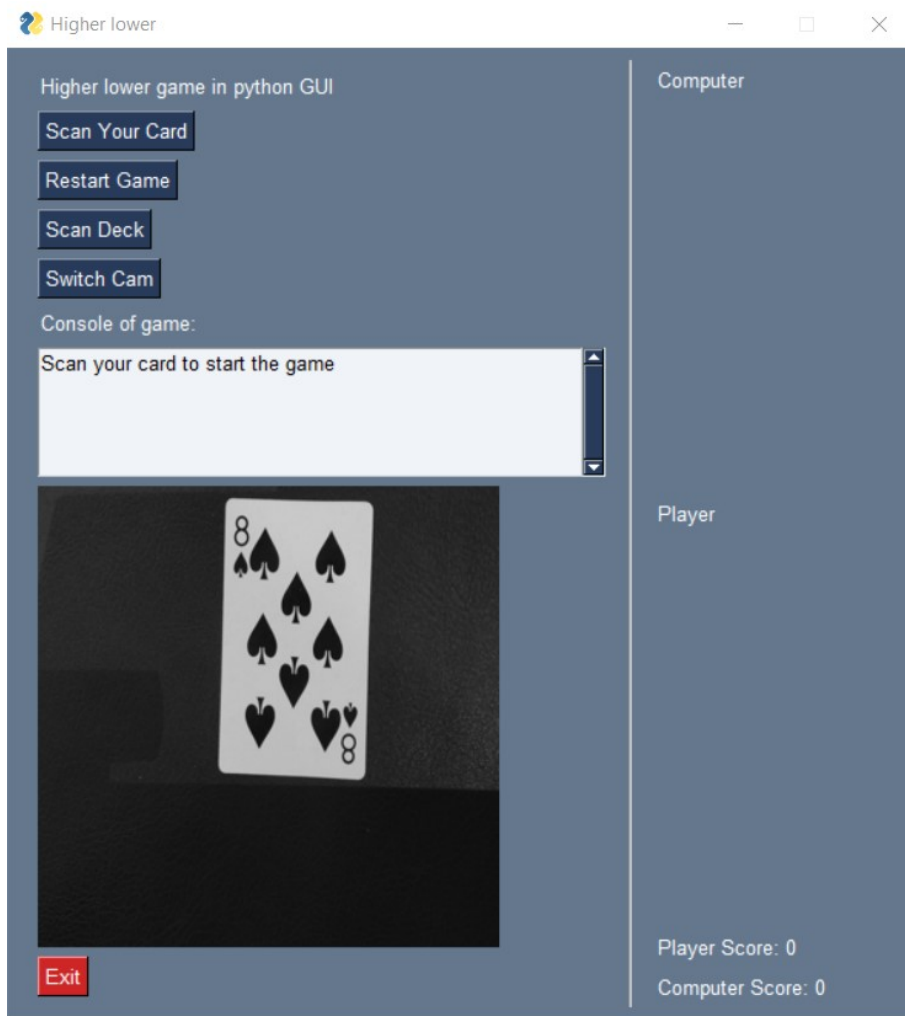 Higher lower
Higher lower game in python GUI
Scan Your Card
Restart Game
Scan Deck
Switch Cam
Console of game:
Scan your card to start the game
8
8
Exit
Computer
Player
Player Score: 0
Computer Score: 0